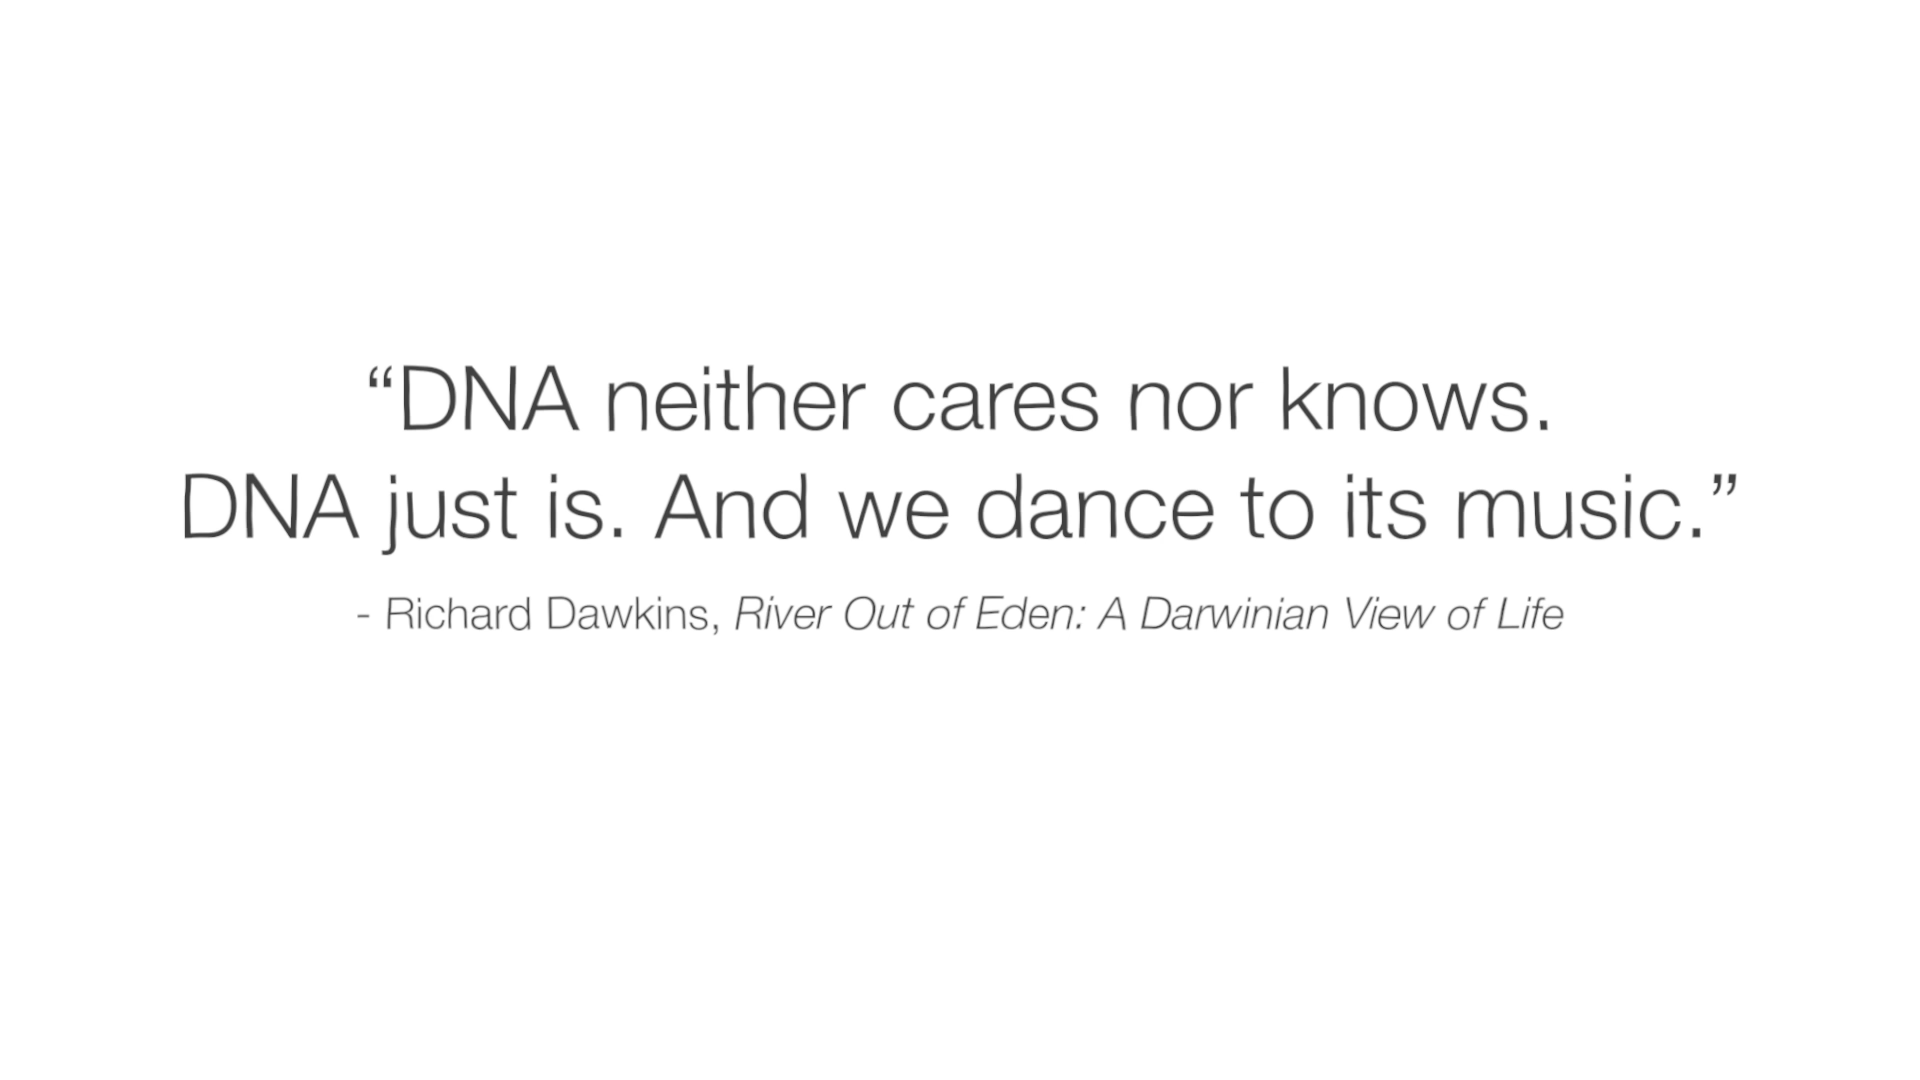 “DNA neither cares nor knows.
DNA just is. And we dance to its music.”
- Richard Dawkins, River Out of Eden: A Darwinian View of Life